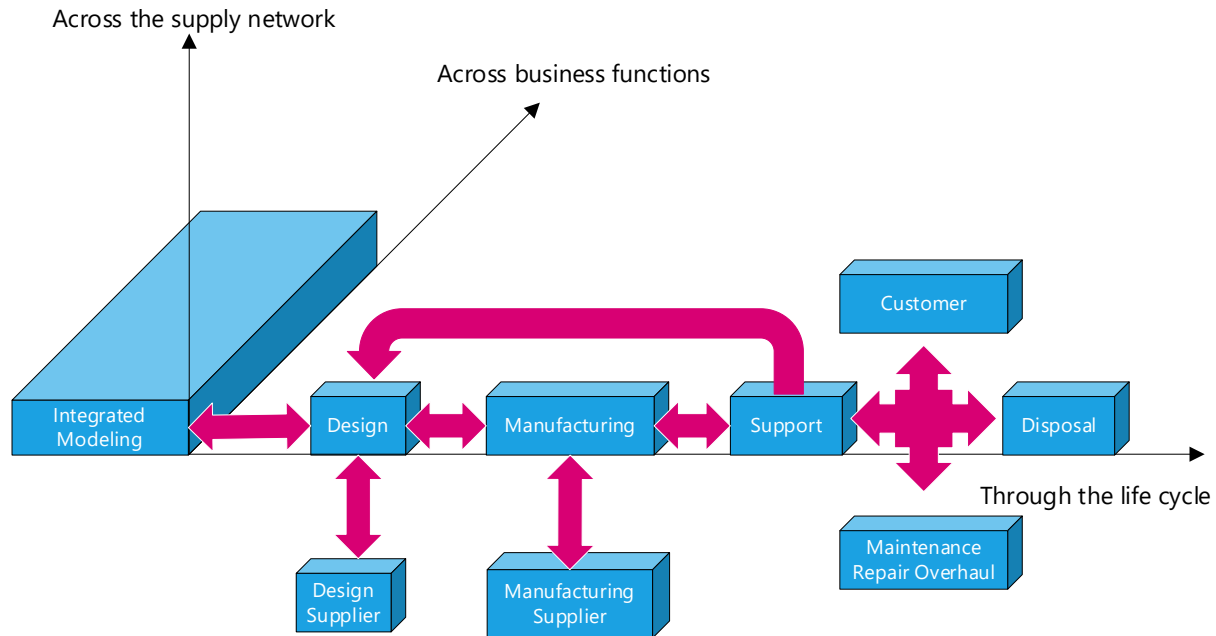 Across the supply network
Across business functions
Customer
Integrated
Modeling
Design
Manufacturing
Support
Disposal
Through the life cycle
Maintenance
Repair Overhaul
Design
Supplier
Manufacturing
Supplier